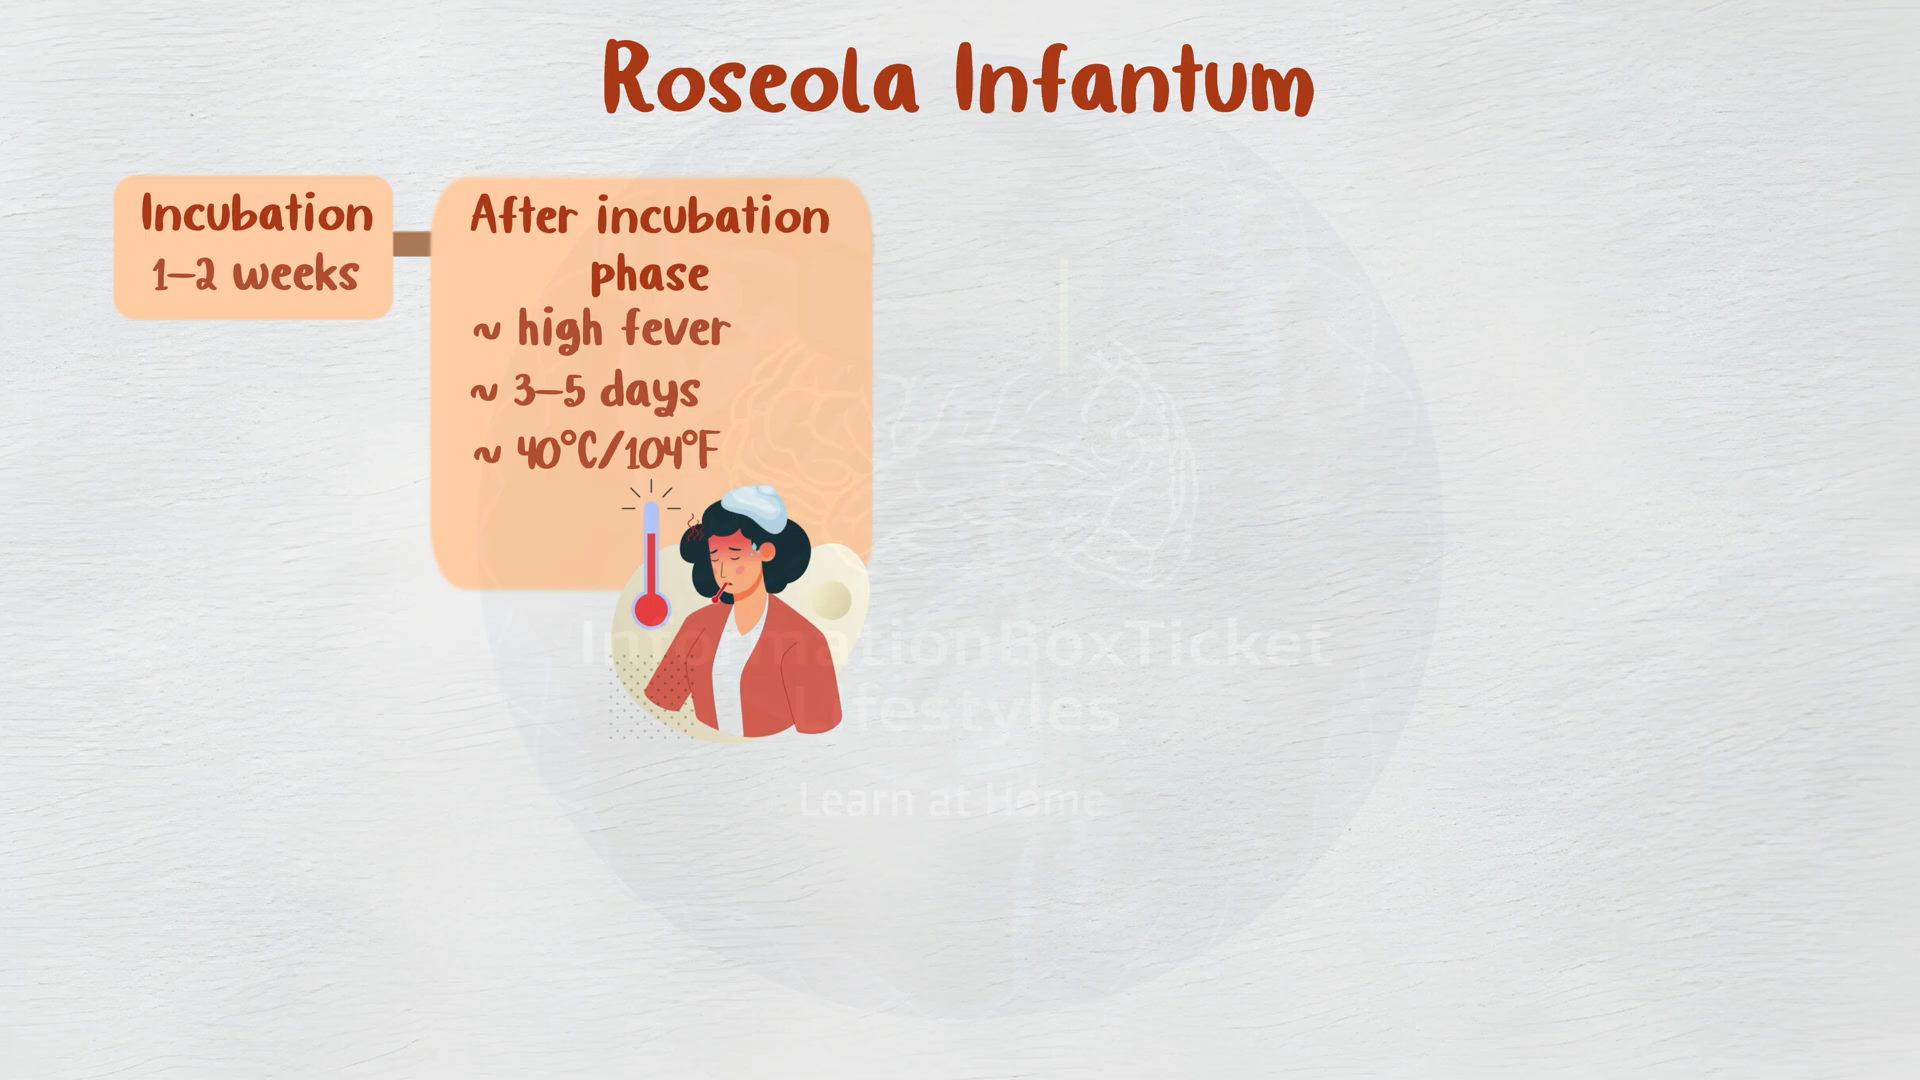 Roseola Infantum
Incubation
1–2 weeks
After incubation
phase
~ high fever
~ 3–5 days
~ 40°C/104°F
InformationBoxTicket
Lifestyles
Learn at Home